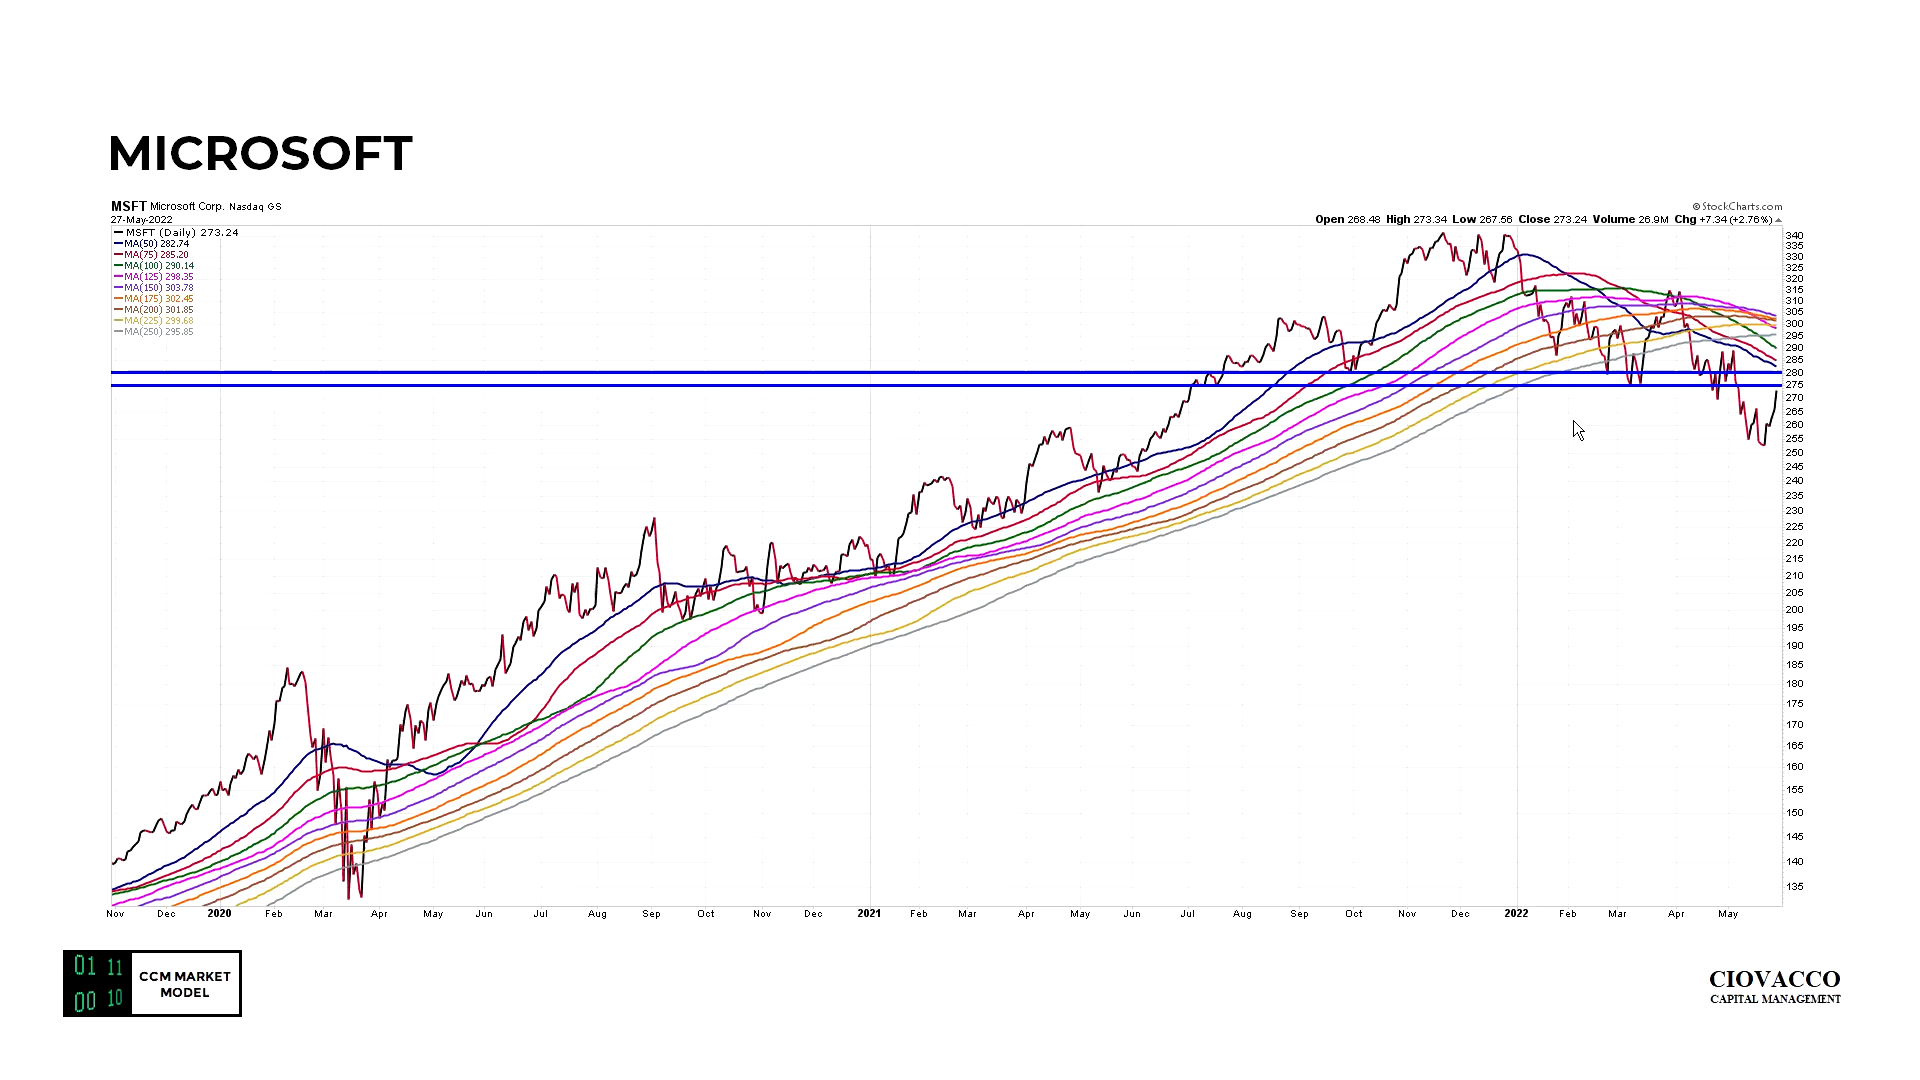 MICROSOFT
MSFT Microsoft Corp. Nasdaq GS
© StockCharts.com
27-May-2022
Open 268.48 High 273.34 Low 267.56 Close 273.24 Volume 26.9M Chg +7.34 (+2.76%)
MSFT (Daily) 273.24
MA(50) 282.74
MA(75) 285.20
MA(100) 290.14
MA(125) 298.35
MA(150) 303.78
MA(175) 302.45
MA(200) 301.85
MA(225) 299.68
MA(250) 295.85
340
335
330
325
320
315
310
305
300
295
290
285
280
275
270
265
260
255
250
245
240
235
230
225
220
215
210
205
200
195
190
185
180
175
170
165
160
155
150
145
140
135
Nov Dec 2020 Feb Mar Apr May Jun Jul Aug Sep Oct Nov Dec 2021 Feb Mar Apr May Jun Jul Aug Sep Oct Nov Dec 2022 Feb Mar Apr May
01 11
00 10
CCM MARKET
MODEL
CIOVACCO
CAPITAL MANAGEMENT